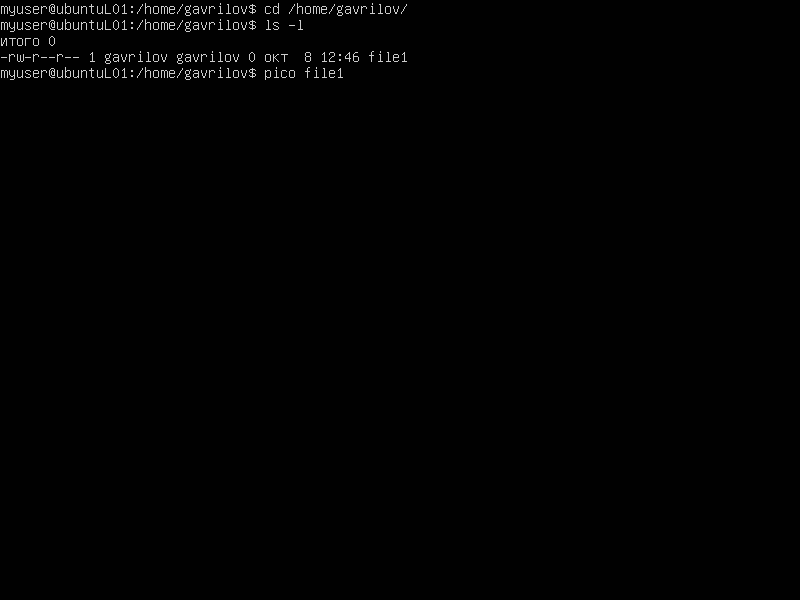 myuser@ubuntuL01:/home/gavrilov$ cd /home/gavrilov/
myuser@ubuntuL01:/home/gavrilov$ ls -l
итого 0
-rw-r--r-- 1 gavrilov gavrilov 0 окт  8 12:46 file1
myuser@ubuntuL01:/home/gavrilov$ pico file1